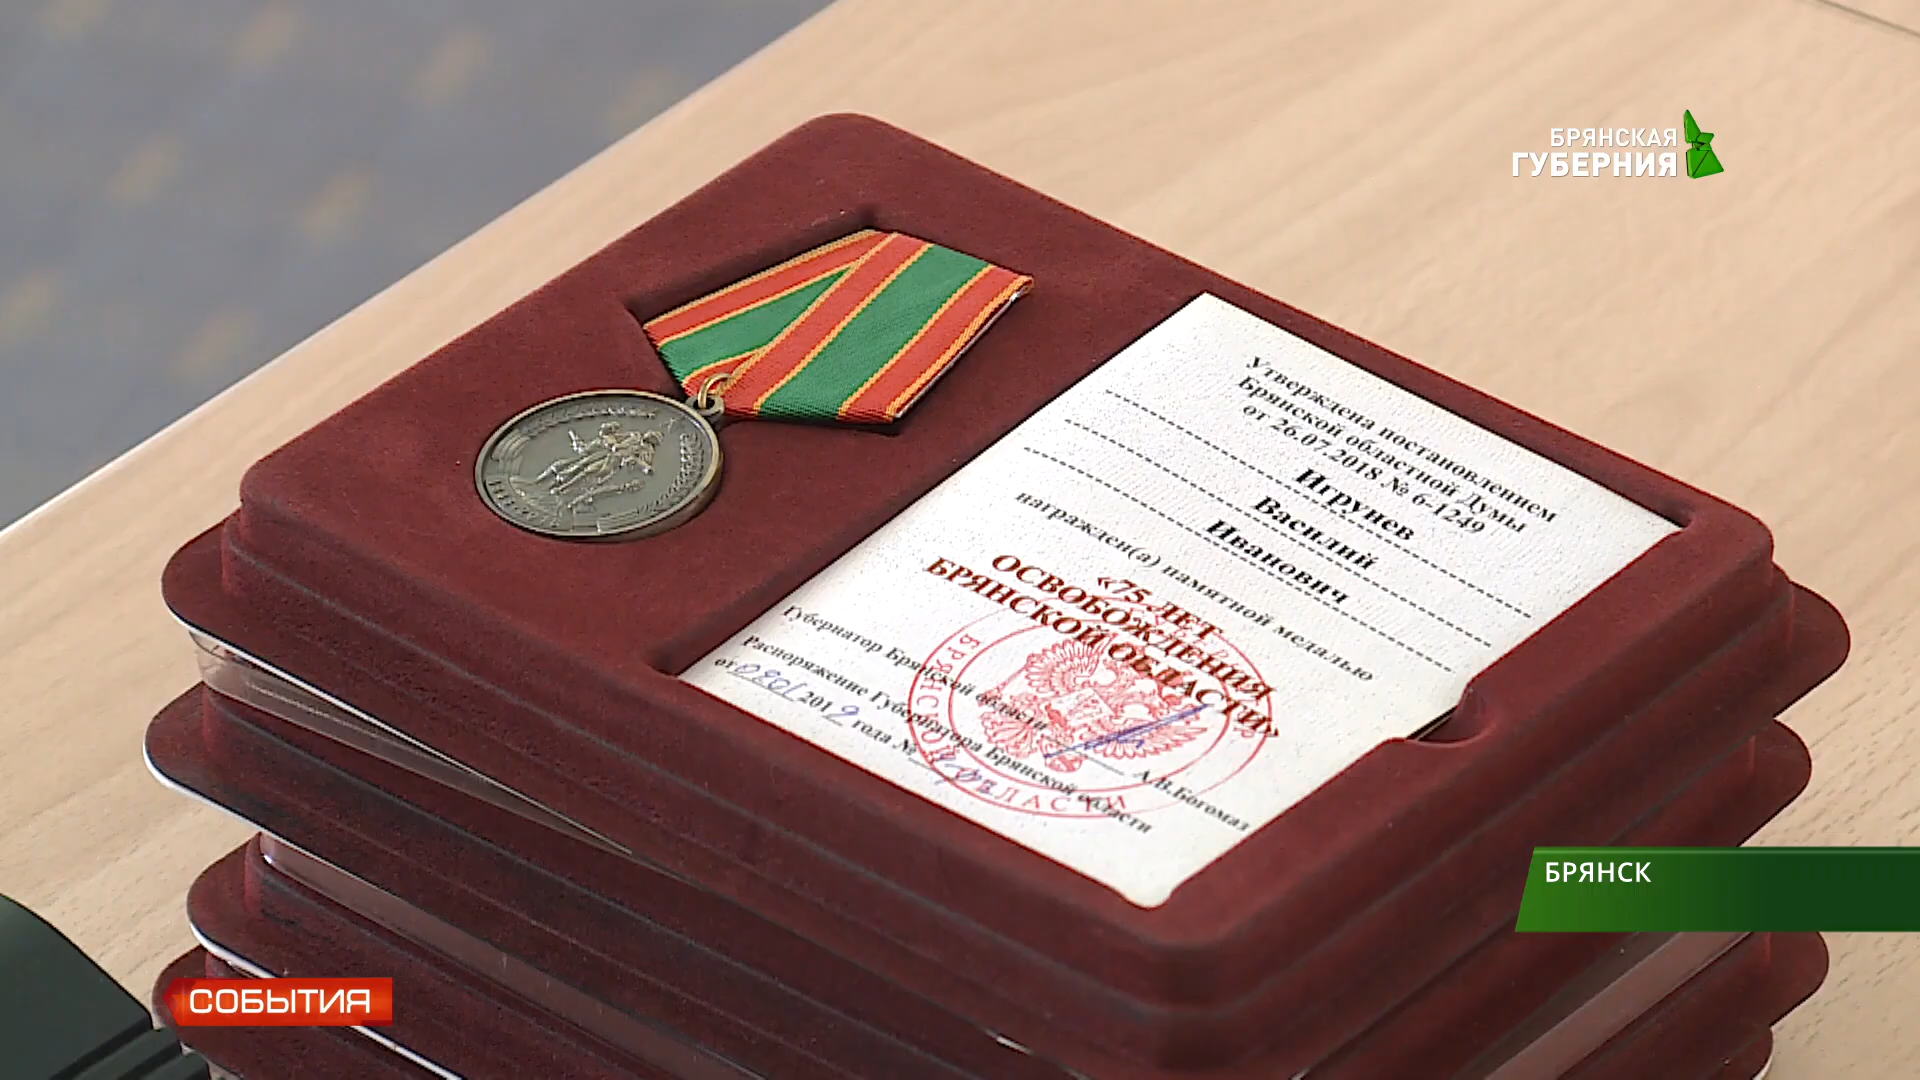 БРЯНСКАЯ
ГУБЕРНИЯ
Утверждена постановлением
Брянской областной Думы
от 26.07.2018 № 6-1249
Игрунев
Василий
Иванович
награжден(а) памятной медалью
«75 ЛЕТ
ОСВОБОЖДЕНИЯ
БРЯНСКОЙ ОБЛАСТИ»
Губернатор Брянской области А.В.Богомаз
Распоряжение Губернатора Брянской области
от 2019 года №
БРЯНСК
СОБЫТИЯ